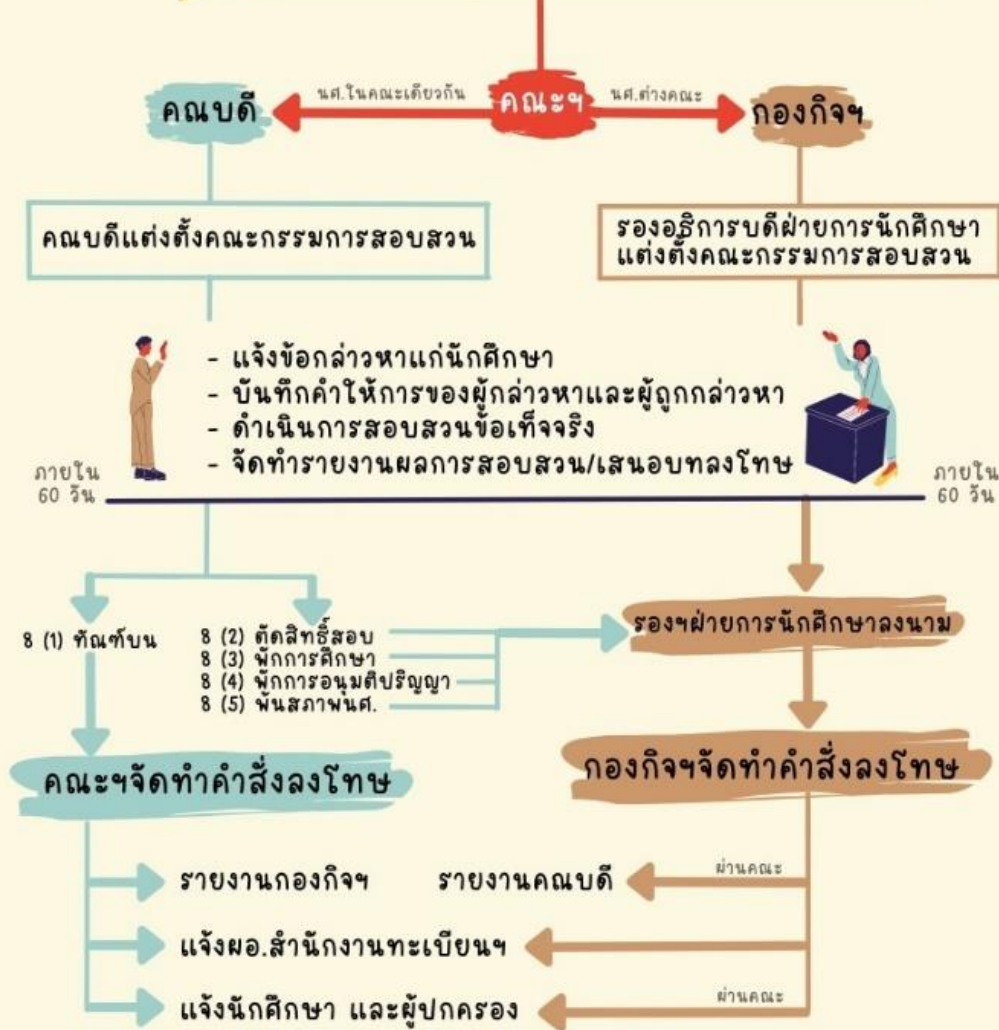 คณบดี
นศ.ในคณะเดียวกัน
คณะฯ
นศ.ต่างคณะ
กองกิจฯ
คณบดีแต่งตั้งคณะกรรมการสอบสวน
รองอธิการบดีฝ่ายการนักศึกษา
แต่งตั้งคณะกรรมการสอบสวน
- แจ้งข้อกล่าวหาแก่นักศึกษา
- บันทึกคำให้การของผู้กล่าวหาและผู้ถูกกล่าวหา
- ดำเนินการสอบสวนข้อเท็จจริง
- จัดทำรายงานผลการสอบสวน/เสนอบทลงโทษ
ภายใน
60 วัน
ภายใน
60 วัน
8 (1) ทัณฑ์บน
8 (2) ตัดสิทธิ์สอบ
8 (3) พักการศึกษา
8 (4) พักการอนุมัติปริญญา
8 (5) พ้นสภาพนศ.
รองฯฝ่ายการนักศึกษาลงนาม
คณะฯจัดทำคำสั่งลงโทษ
กองกิจฯจัดทำคำสั่งลงโทษ
รายงานกองกิจฯ
รายงานคณบดี
ผ่านคณะ
แจ้งผอ.สำนักงานทะเบียนฯ
แจ้งนักศึกษา และผู้ปกครอง
ผ่านคณะ